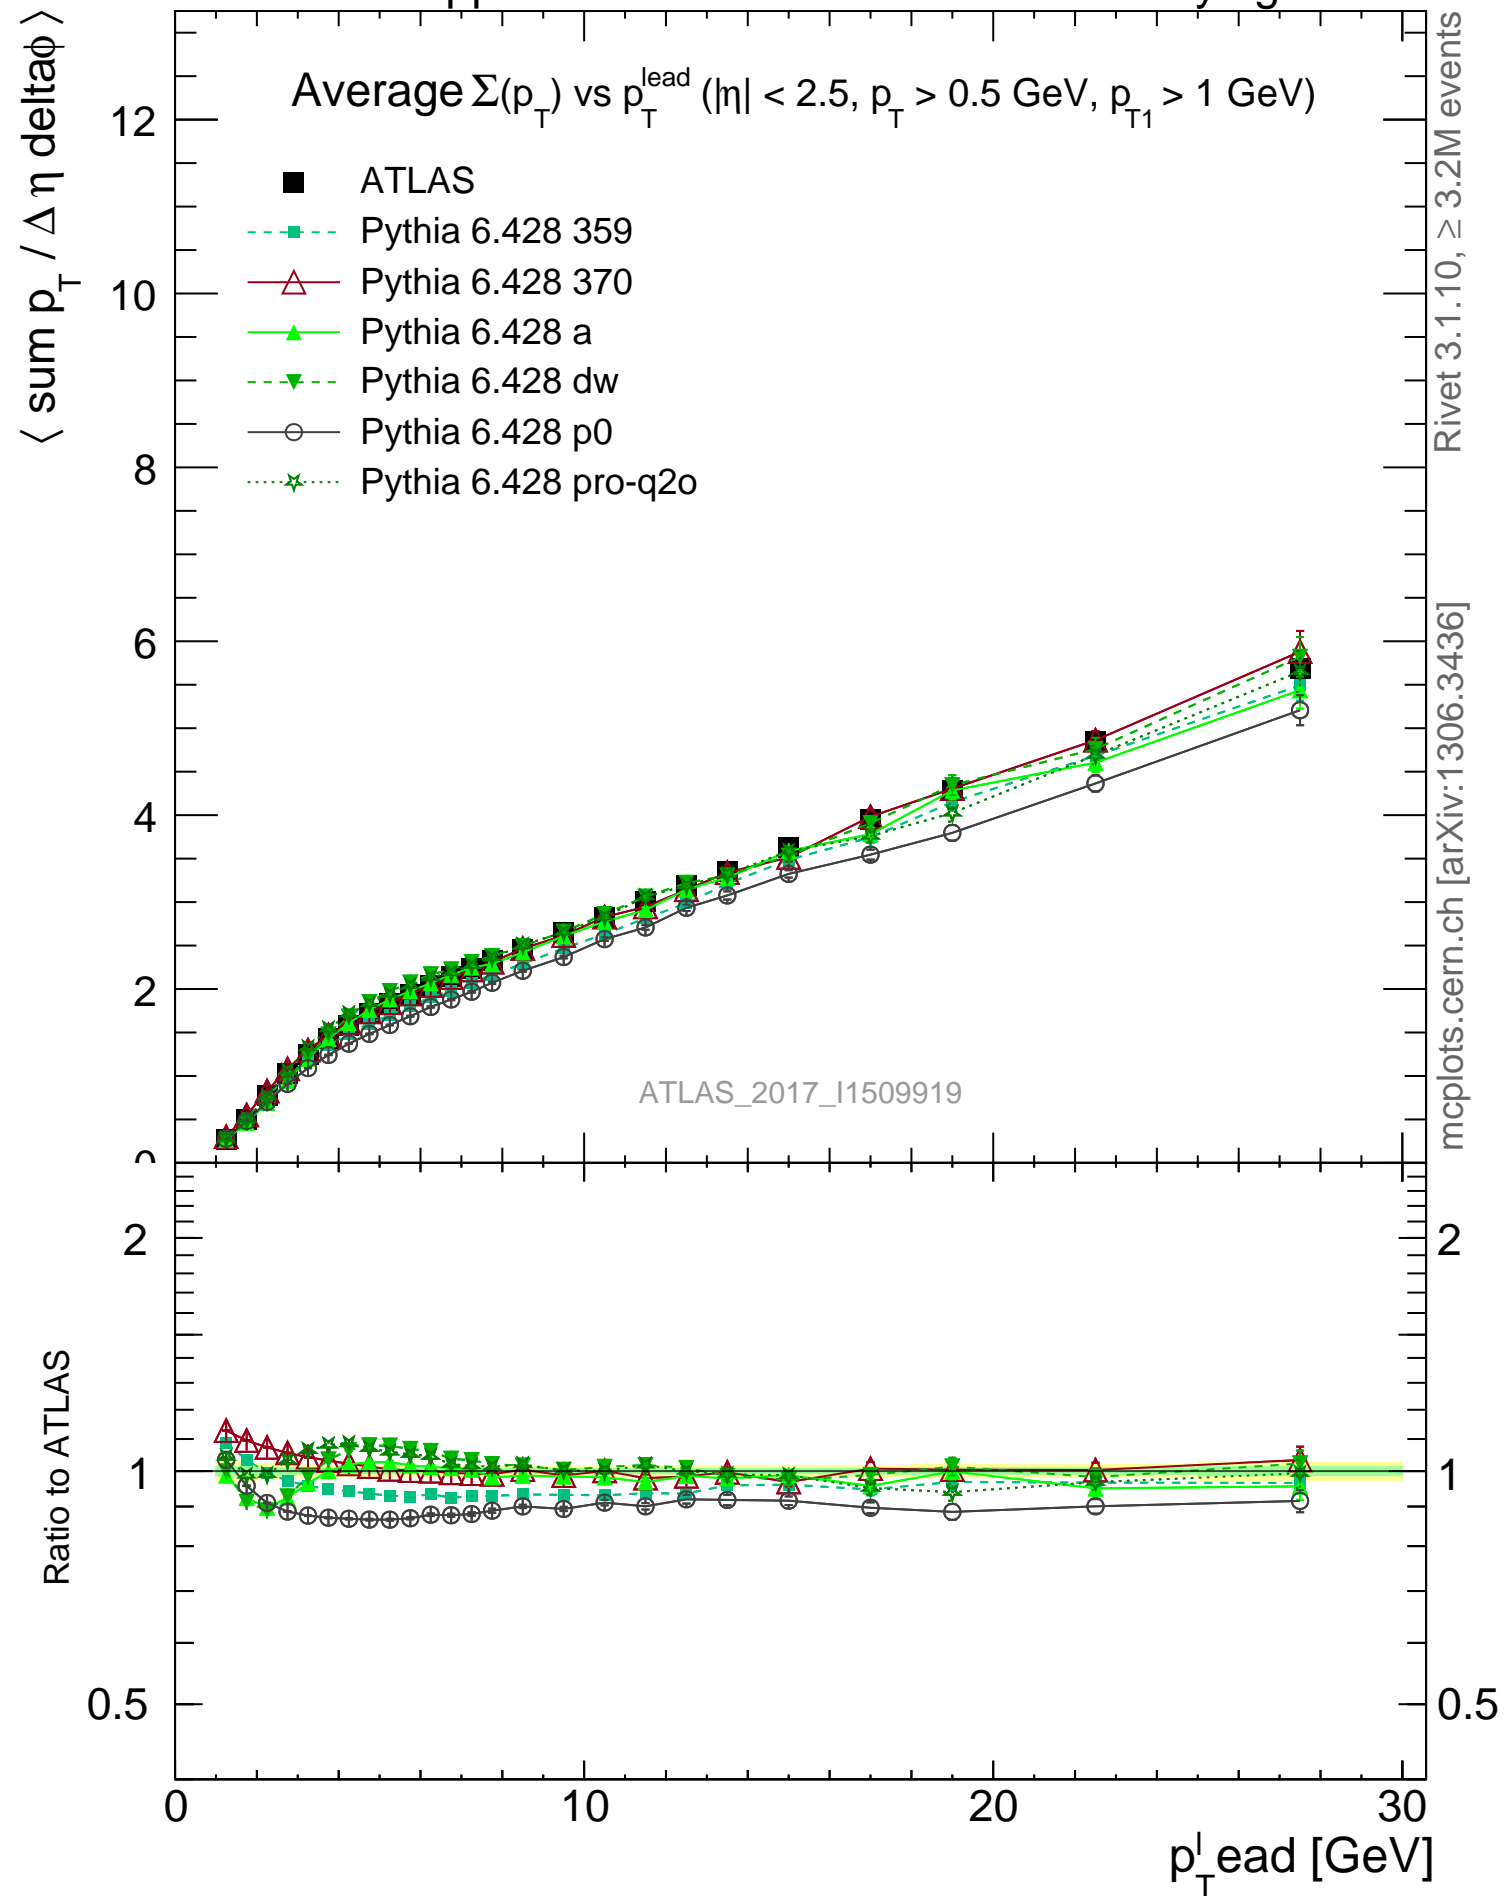 pp
Average Σ(p_T) vs p_T^lead (|η| < 2.5, p_T > 0.5 GeV, p_T1 > 1 GeV)
⟨ sum p_T / Δ η deltaφ ⟩
ATLAS
Pythia 6.428 359
Pythia 6.428 370
Pythia 6.428 a
Pythia 6.428 dw
Pythia 6.428 p0
Pythia 6.428 pro-q2o
12
10
8
6
4
2
0
ATLAS_2017_I1509919
Rivet 3.1.10, ≥ 3.2M events
mcplots.cern.ch [arXiv:1306.3436]
Ratio to ATLAS
2
1
0.5
2
1
0.5
0 10 20 30
p_T^lead [GeV]